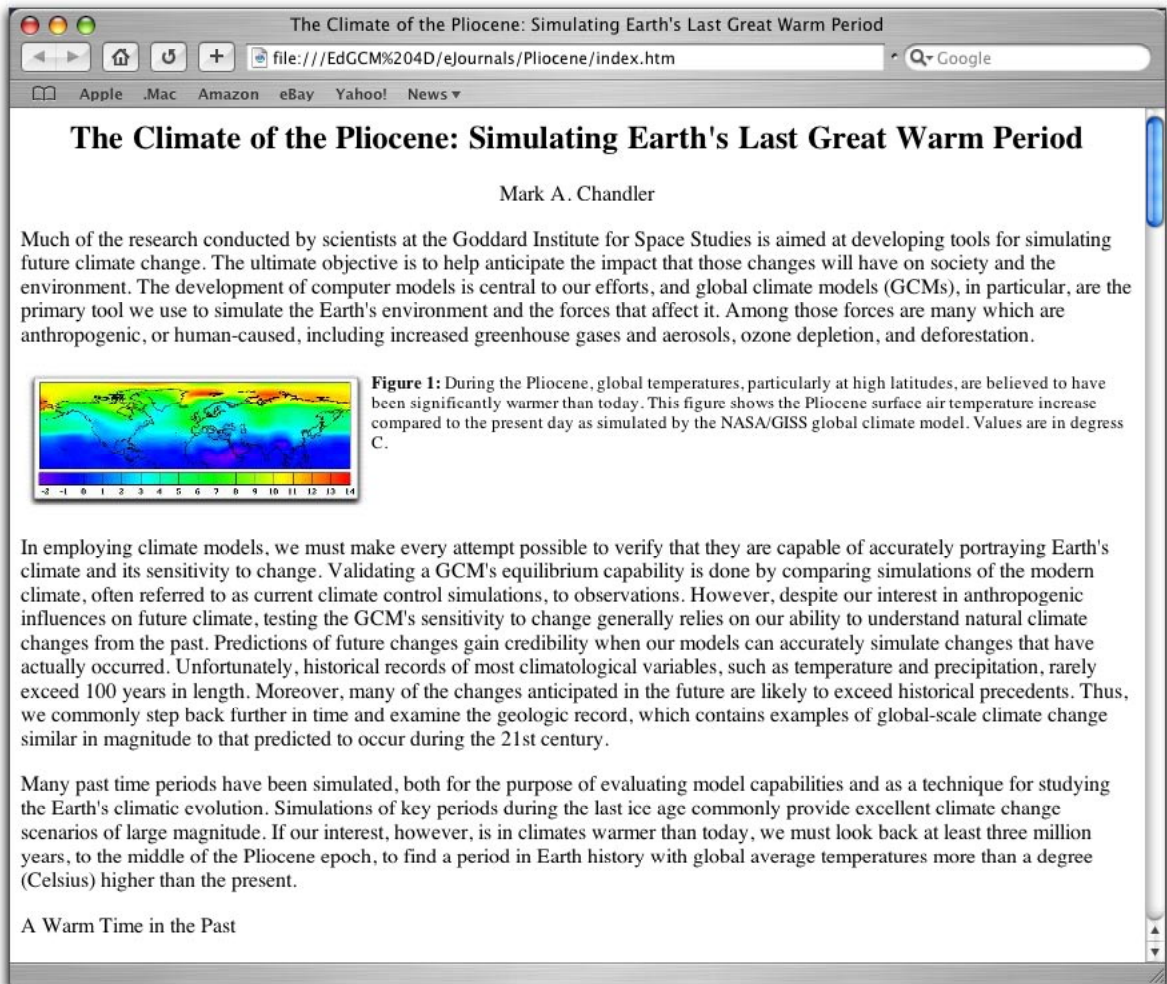 The Climate of the Pliocene: Simulating Earth's Last Great Warm Period
file:///EdGCM%204D/eJournals/Pliocene/index.htm
Google
Apple .Mac Amazon eBay Yahoo! News
The Climate of the Pliocene: Simulating Earth's Last Great Warm Period
Mark A. Chandler
Much of the research conducted by scientists at the Goddard Institute for Space Studies is aimed at developing tools for simulating
future climate change. The ultimate objective is to help anticipate the impact that those changes will have on society and the
environment. The development of computer models is central to our efforts, and global climate models (GCMs), in particular, are the
primary tool we use to simulate the Earth's environment and the forces that affect it. Among those forces are many which are
anthropogenic, or human-caused, including increased greenhouse gases and aerosols, ozone depletion, and deforestation.
Figure 1: During the Pliocene, global temperatures, particularly at high latitudes, are believed to have
been significantly warmer than today. This figure shows the Pliocene surface air temperature increase
compared to the present day as simulated by the NASA/GISS global climate model. Values are in degress
C.
-2 -1 0 1 2 3 4 5 6 7 8 9 10 11 12 13 14
In employing climate models, we must make every attempt possible to verify that they are capable of accurately portraying Earth's
climate and its sensitivity to change. Validating a GCM's equilibrium capability is done by comparing simulations of the modern
climate, often referred to as current climate control simulations, to observations. However, despite our interest in anthropogenic
influences on future climate, testing the GCM's sensitivity to change generally relies on our ability to understand natural climate
changes from the past. Predictions of future changes gain credibility when our models can accurately simulate changes that have
actually occurred. Unfortunately, historical records of most climatological variables, such as temperature and precipitation, rarely
exceed 100 years in length. Moreover, many of the changes anticipated in the future are likely to exceed historical precedents. Thus,
we commonly step back further in time and examine the geologic record, which contains examples of global-scale climate change
similar in magnitude to that predicted to occur during the 21st century.
Many past time periods have been simulated, both for the purpose of evaluating model capabilities and as a technique for studying
the Earth's climatic evolution. Simulations of key periods during the last ice age commonly provide excellent climate change
scenarios of large magnitude. If our interest, however, is in climates warmer than today, we must look back at least three million
years, to the middle of the Pliocene epoch, to find a period in Earth history with global average temperatures more than a degree
(Celsius) higher than the present.
A Warm Time in the Past